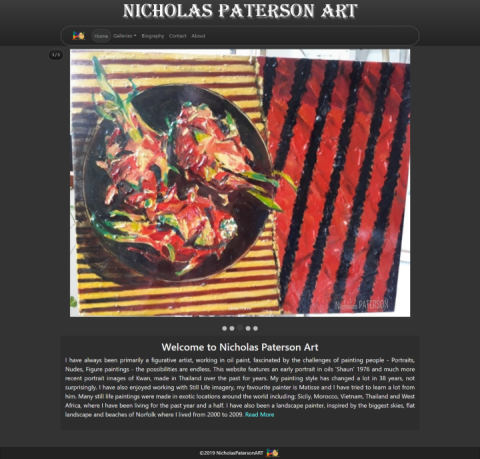 NICHOLAS PATERSON ART
Home Galleries Biography Contact About
3 / 5
Nicholas PATERSON
Welcome to Nicholas Paterson Art
I have always been primarily a figurative artist, working in oil paint, fascinated by the challenges of painting people - Portraits,
Nudes, Figure paintings - the possibilities are endless. This website features an early portrait in oils 'Shaun' 1976 and much more
recent portrait images of Kwan, made in Thailand over the past for years. My painting style has changed a lot in 38 years, not
surprisingly. I have also enjoyed working with Still Life imagery, my favourite painter is Matisse and I have tried to learn a lot from
him. Many still life paintings were made in exotic locations around the world including; Sicily, Morocco, Vietnam, Thailand and West
Africa, where I have been living for the past year and a half. I have also been a landscape painter, inspired by the biggest skies, flat
landscape and beaches of Norfolk where I lived from 2000 to 2009. Read More
©2019 NicholasPatersonART